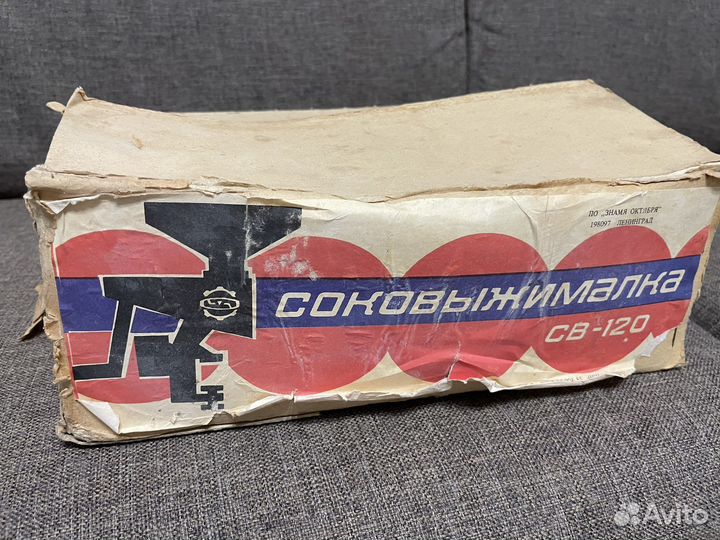 ПО „ЗНАМЯ ОКТЯБРЯ"
198097 ЛЕНИНГРАД
СОКОВЫЖИМАЛКА
СВ-120
Avito